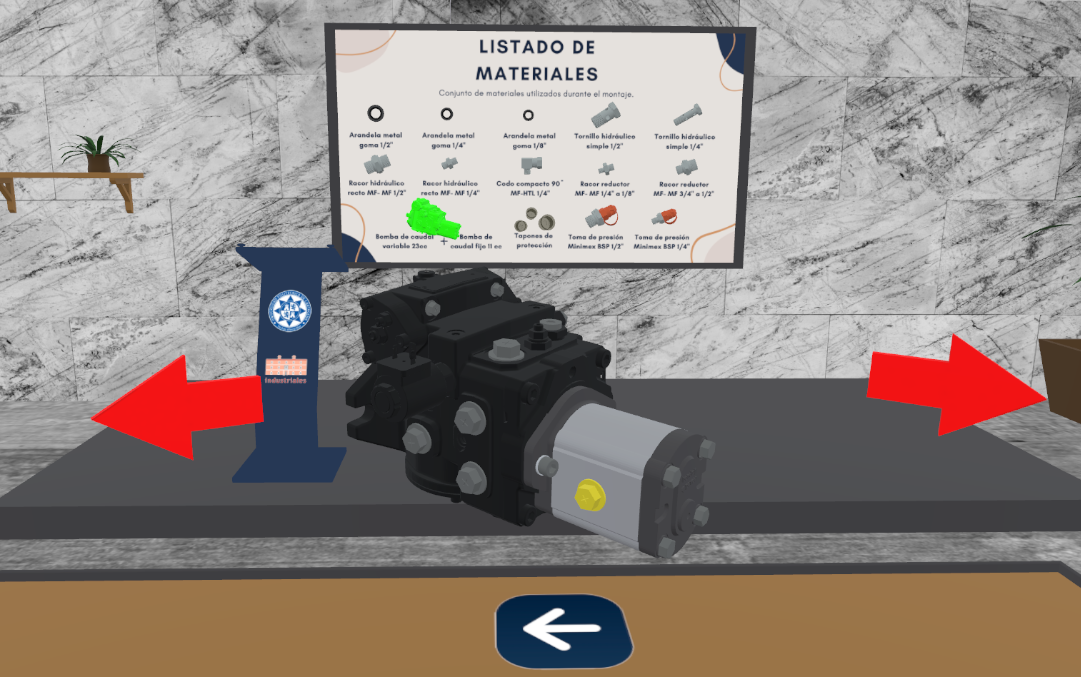 LISTADO DE
MATERIALES
Conjunto de materiales utilizados durante el montaje.
Arandela metal
goma 1/2"
Arandela metal
goma 1/4"
Arandela metal
goma 1/8"
Tornillo hidráulico
simple 1/2"
Tornillo hidráulico
simple 1/4"
Racor hidráulico
recto MF- MF 1/2"
Racor hidráulico
recto MF- MF 1/4"
Codo compacto 90°
MF-HTL 1/4"
Racor reductor
MF- MF 1/4" a 1/8"
Racor reductor
MF- MF 3/4" a 1/2"
Bomba de caudal
variable 23cc
+
Bomba de
caudal fijo 11 cc
Tapones de
protección
Toma de presión
Minimex BSP 1/2"
Toma de presión
Minimex BSP 1/4"
industriales